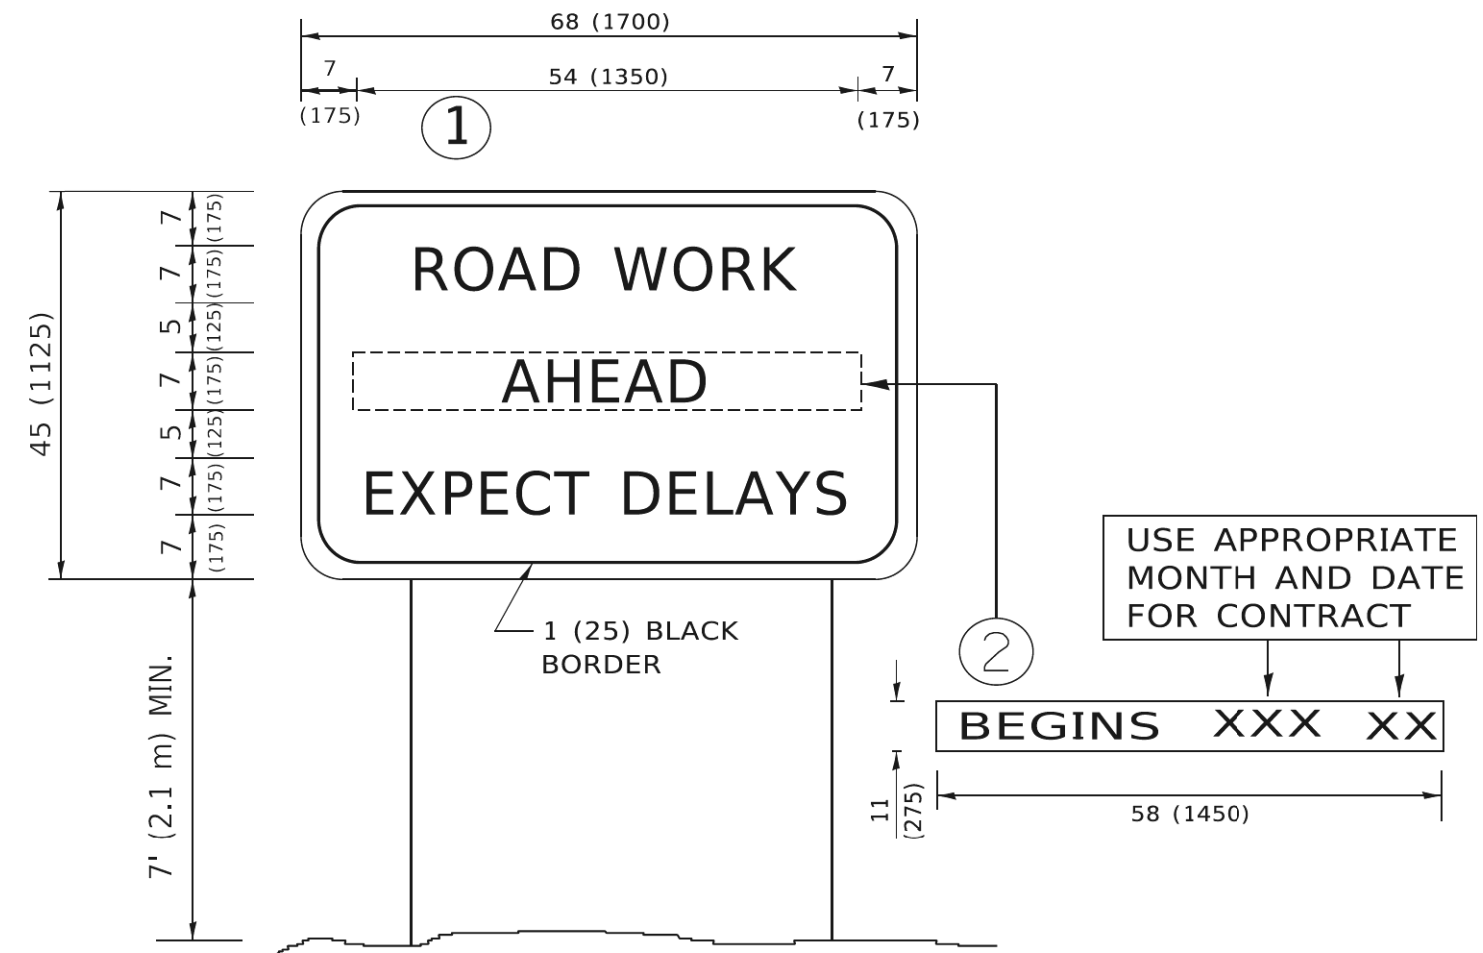 68 (1700)
7
54 (1350)
7
(175)
(175)
1
7
(175)
7
(175)
5
(125)
7
(175)
5
(125)
7
(175)
7
(175)
45 (1125)
ROAD WORK
AHEAD
EXPECT DELAYS
1 (25) BLACK
BORDER
7' (2.1 m) MIN.
USE APPROPRIATE
MONTH AND DATE
FOR CONTRACT
2
BEGINS XXX XX
11
(275)
58 (1450)